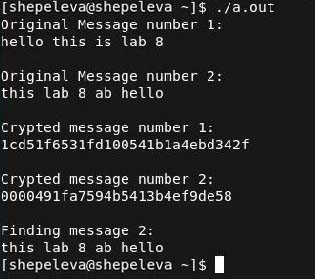 [shepeleva@shepeleva ~]$ ./a.out
Original Message number 1:
hello this is lab 8
Original Message number 2:
this lab 8 ab hello
Crypted message number 1:
1cd51f6531fd100541b1a4ebd342f
Crypted message number 2:
0000491fa7594b5413b4ef9de58
Finding message 2:
this lab 8 ab hello
[shepeleva@shepeleva ~]$